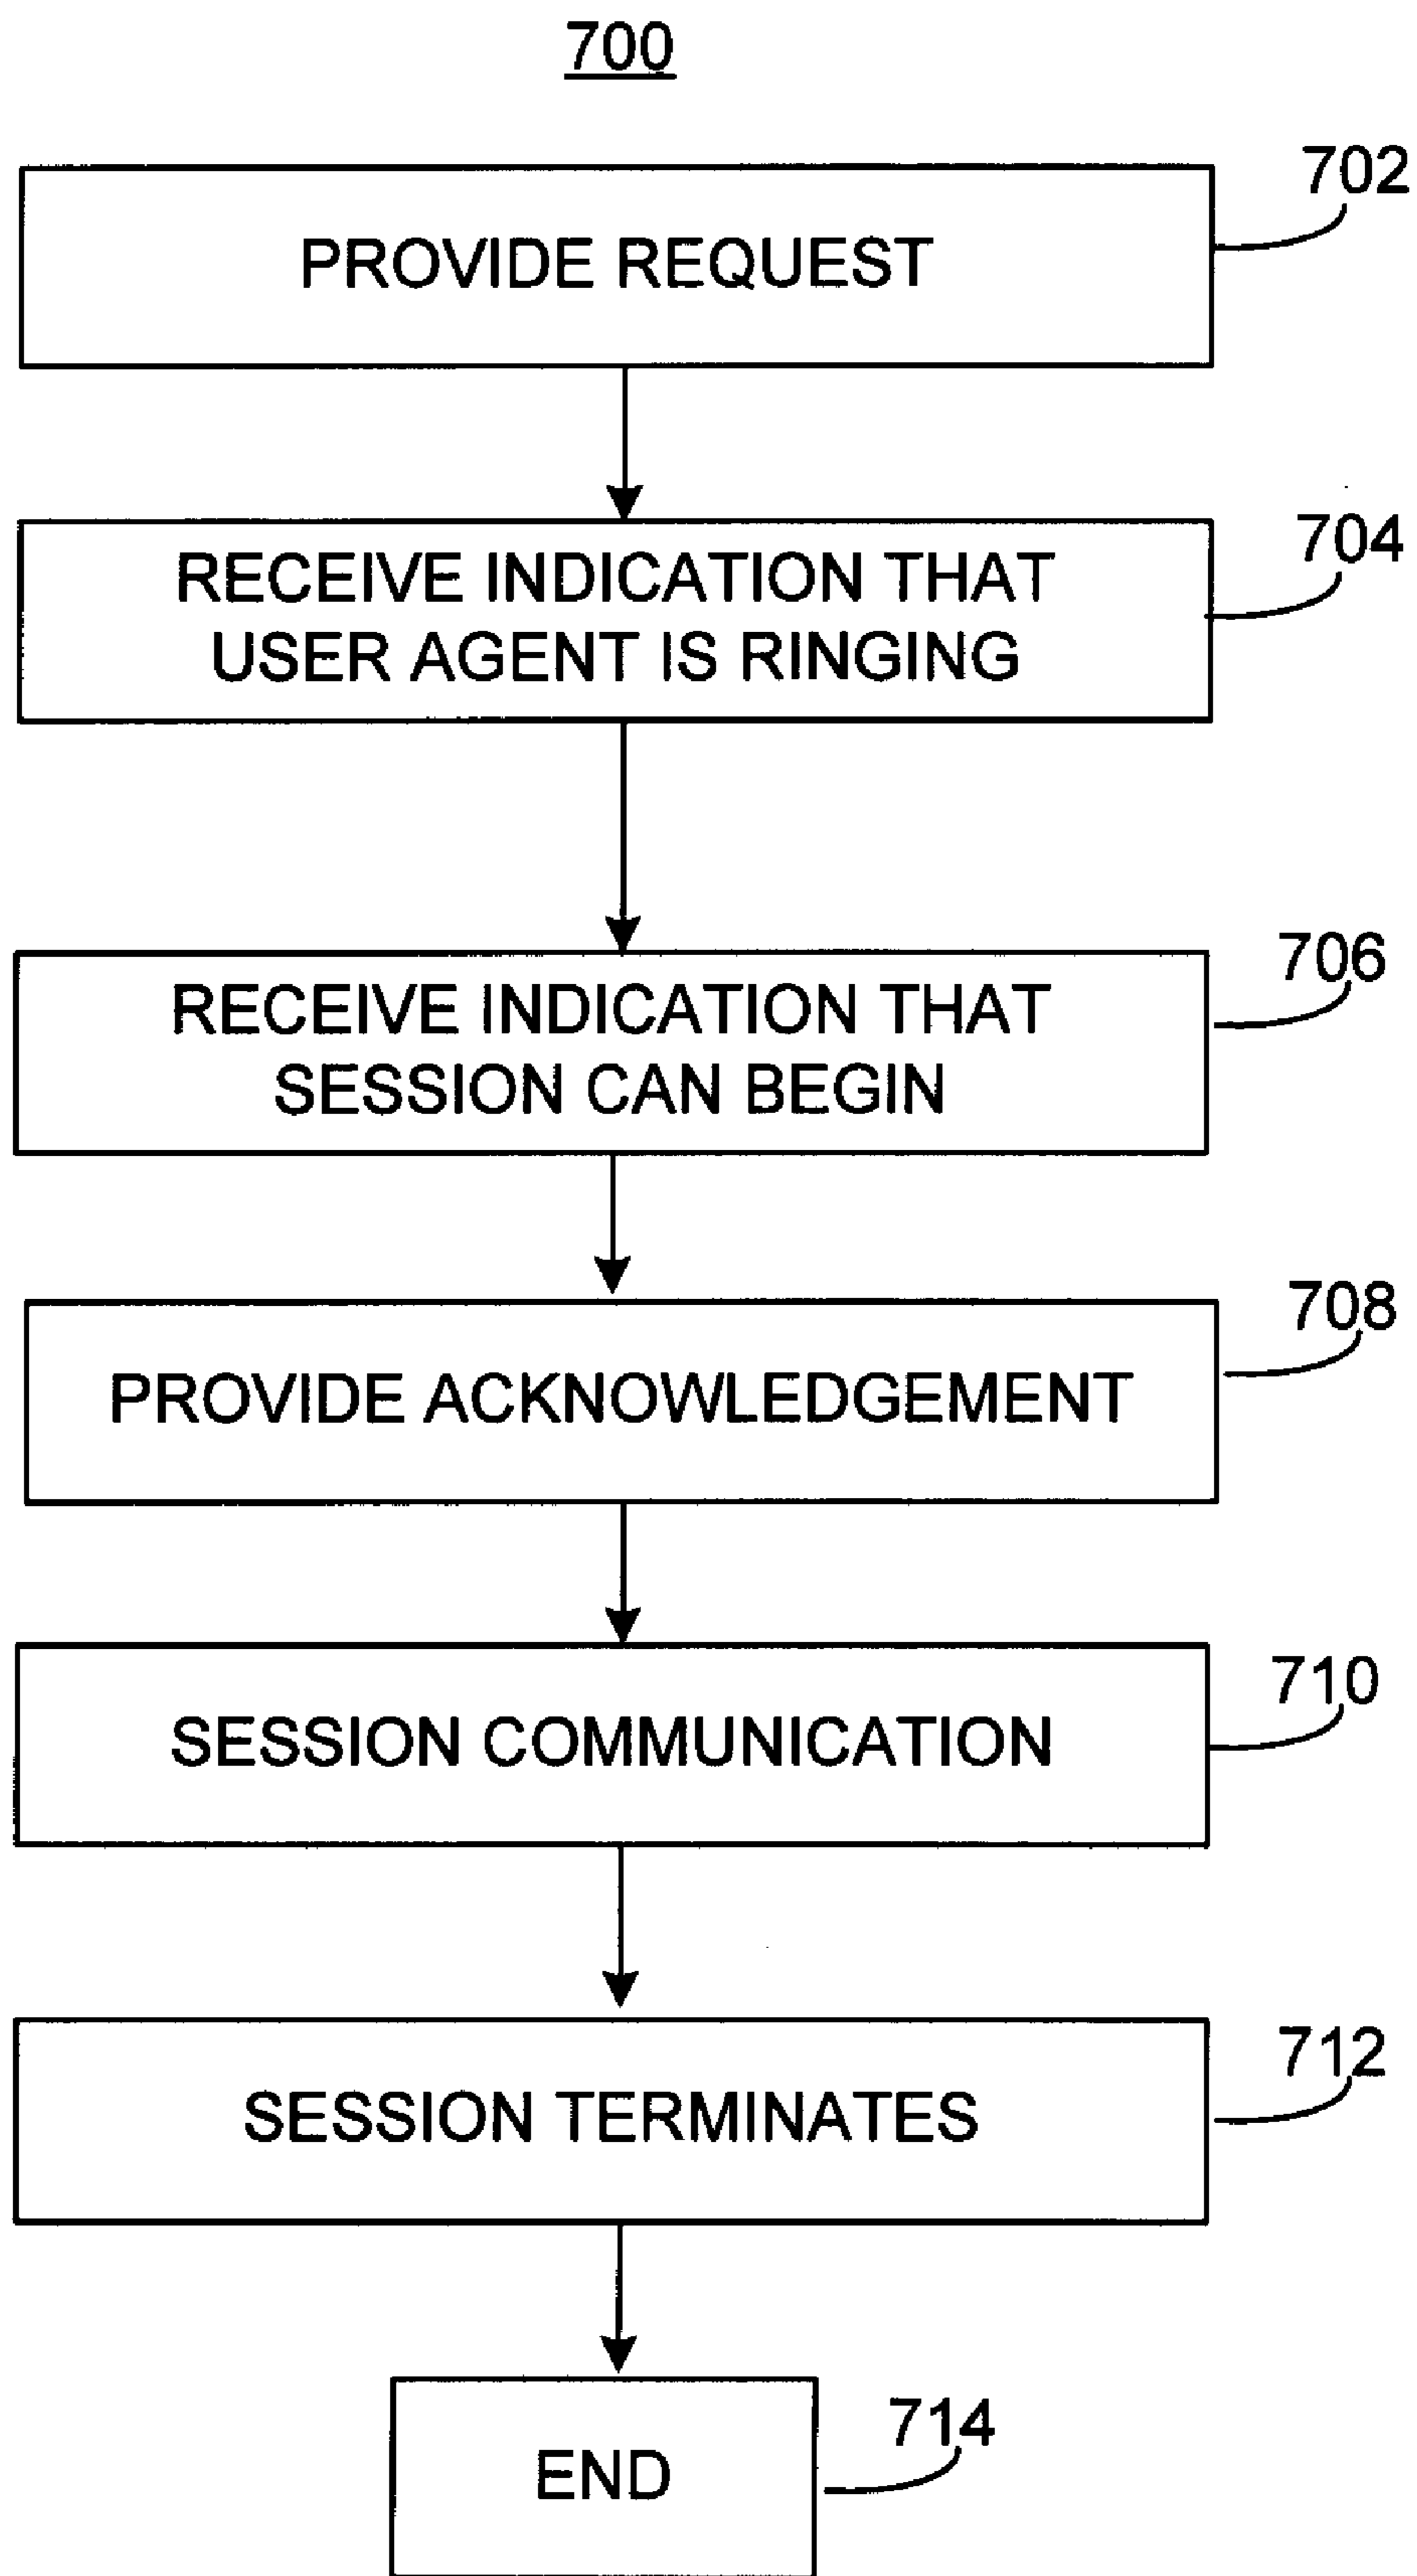 700
702
PROVIDE REQUEST
704
RECEIVE INDICATION THAT
USER AGENT IS RINGING
706
RECEIVE INDICATION THAT
SESSION CAN BEGIN
708
PROVIDE ACKNOWLEDGEMENT
710
SESSION COMMUNICATION
712
SESSION TERMINATES
714
END